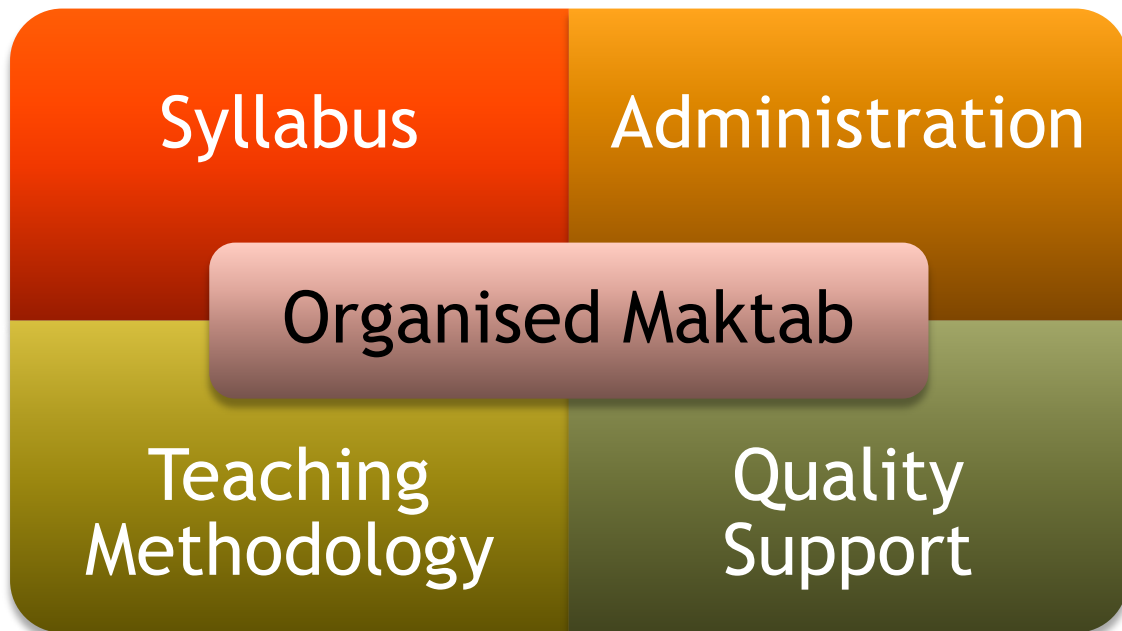 Syllabus
Administration
Organised Maktab
Teaching
Methodology
Quality
Support